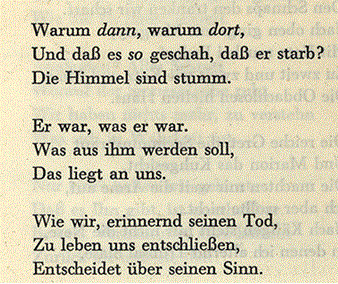 Warum dann, warum dort,
Und daß es so geschah, daß er starb?
Die Himmel sind stumm.
Er war, was er war.
Was aus ihm werden soll,
Das liegt an uns.
Wie wir, erinnernd seinen Tod,
Zu leben uns entschließen,
Entscheidet über seinen Sinn.